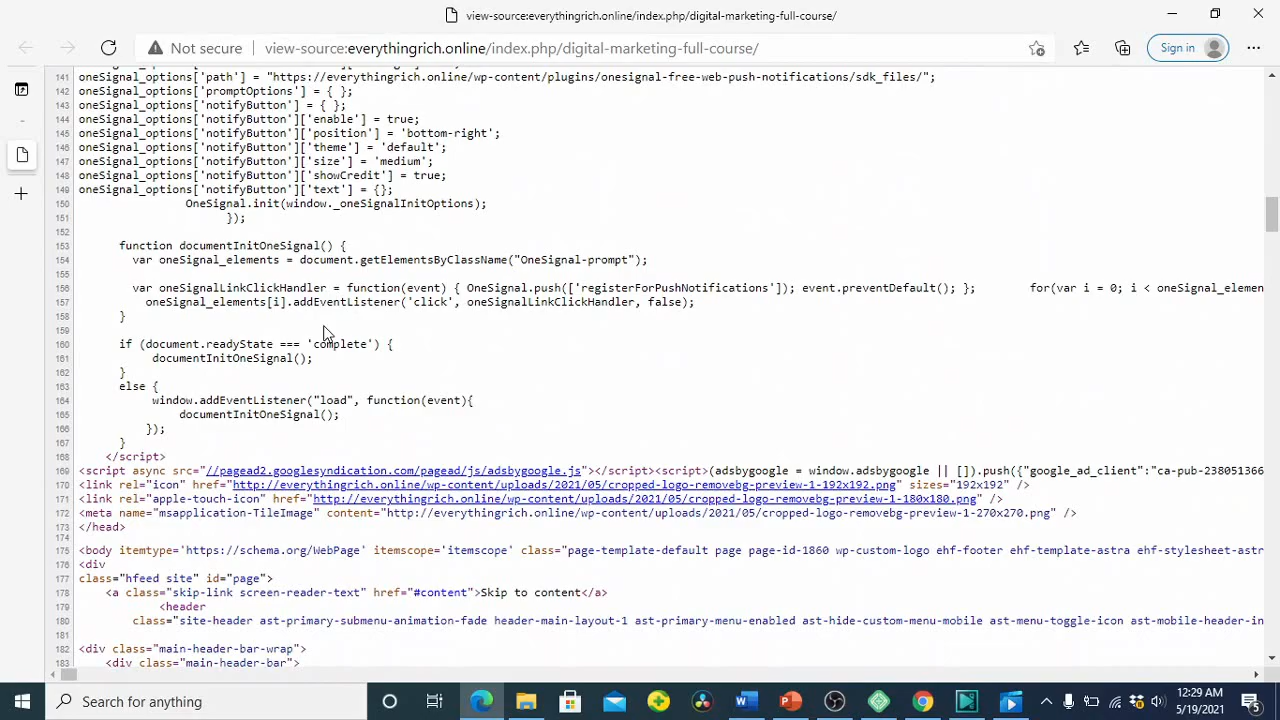 view-source:everythingrich.online/index.php/digital-marketing-full-course/
Not secure view-source:everythingrich.online/index.php/digital-marketing-full-course/ Sign in
141 oneSignal_options['path'] = "https://everythingrich.online/wp-content/plugins/onesignal-free-web-push-notifications/sdk_files/";
142 oneSignal_options['promptOptions'] = { };
143 oneSignal_options['notifyButton'] = { };
144 oneSignal_options['notifyButton']['enable'] = true;
145 oneSignal_options['notifyButton']['position'] = 'bottom-right';
146 oneSignal_options['notifyButton']['theme'] = 'default';
147 oneSignal_options['notifyButton']['size'] = 'medium';
148 oneSignal_options['notifyButton']['showCredit'] = true;
149 oneSignal_options['notifyButton']['text'] = {};
150 OneSignal.init(window._oneSignalInitOptions);
151 });
152
153 function documentInitOneSignal() {
154 var oneSignal_elements = document.getElementsByClassName("OneSignal-prompt");
155
156 var oneSignalLinkClickHandler = function(event) { OneSignal.push(['registerForPushNotifications']); event.preventDefault(); }; for(var i = 0; i < oneSignal_elemen
157 oneSignal_elements[i].addEventListener('click', oneSignalLinkClickHandler, false);
158 }
159
160 if (document.readyState === 'complete') {
161 documentInitOneSignal();
162 }
163 else {
164 window.addEventListener("load", function(event){
165 documentInitOneSignal();
166 });
167 }
168 </script>
169 <script async src="//pagead2.googlesyndication.com/pagead/js/adsbygoogle.js"></script><script>(adsbygoogle = window.adsbygoogle || []).push({"google_ad_client":"ca-pub-238051366
170 <link rel="icon" href="http://everythingrich.online/wp-content/uploads/2021/05/cropped-logo-removebg-preview-1-192x192.png" sizes="192x192" />
171 <link rel="apple-touch-icon" href="http://everythingrich.online/wp-content/uploads/2021/05/cropped-logo-removebg-preview-1-180x180.png" />
172 <meta name="msapplication-TileImage" content="http://everythingrich.online/wp-content/uploads/2021/05/cropped-logo-removebg-preview-1-270x270.png" />
173 </head>
174
175 <body itemtype='https://schema.org/WebPage' itemscope='itemscope' class="page-template-default page page-id-1860 wp-custom-logo ehf-footer ehf-template-astra ehf-stylesheet-astr
176 <div
177 class="hfeed site" id="page">
178 <a class="skip-link screen-reader-text" href="#content">Skip to content</a>
179 <header
180 class="site-header ast-primary-submenu-animation-fade header-main-layout-1 ast-primary-menu-enabled ast-hide-custom-menu-mobile ast-menu-toggle-icon ast-mobile-header-in
181
182 <div class="main-header-bar-wrap">
183 <div class="main-header-bar">
Search for anything
12:29 AM
5/19/2021
5